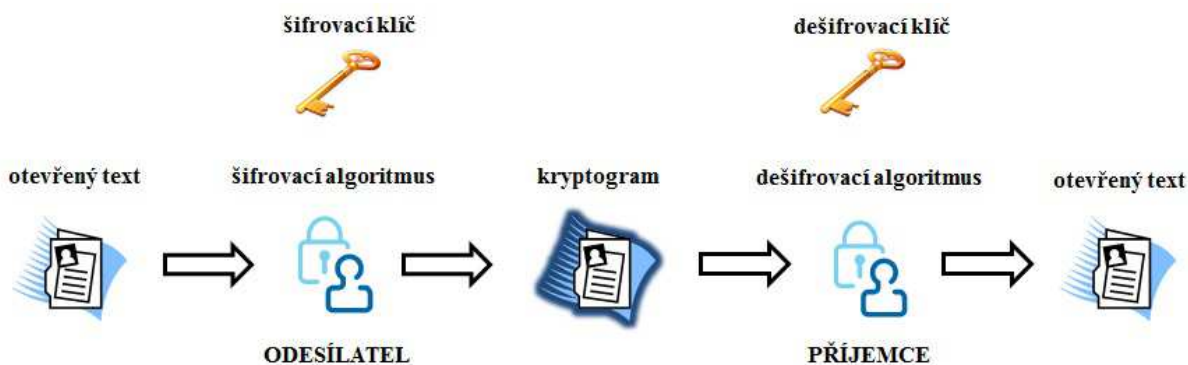 šifrovací klíč
dešifrovací klíč
otevřený text
šifrovací algoritmus
kryptogram
dešifrovací algoritmus
otevřený text
ODESÍLATEL
PŘÍJEMCE